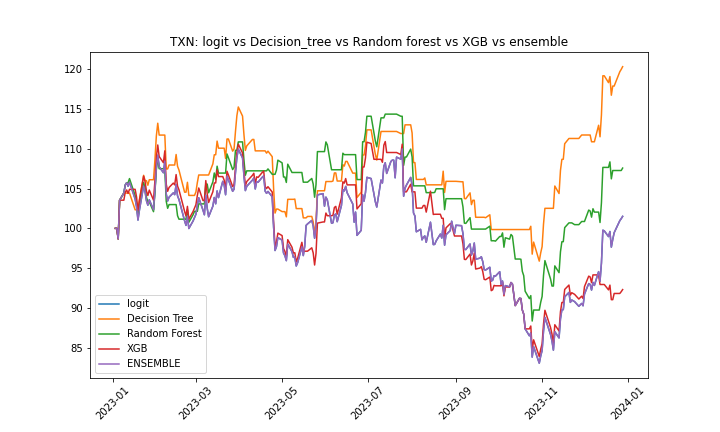 TXN: logit vs Decision_tree vs Random forest vs XGB vs ensemble
120
115
110
105
100
95
90
85
logit
Decision Tree
Random Forest
XGB
ENSEMBLE
2023-01
2023-03
2023-05
2023-07
2023-09
2023-11
2024-01